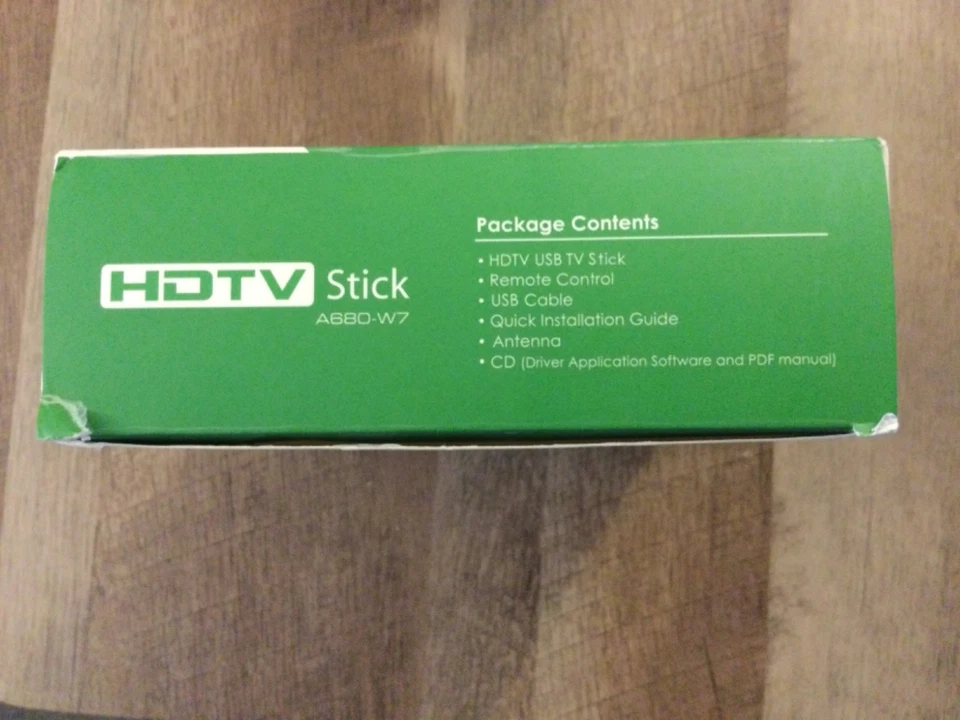 HDTV Stick
A680-W7
Package Contents
• HDTV USB TV Stick
• Remote Control
• USB Cable
• Quick Installation Guide
• Antenna
• CD (Driver Application Software and PDF manual)